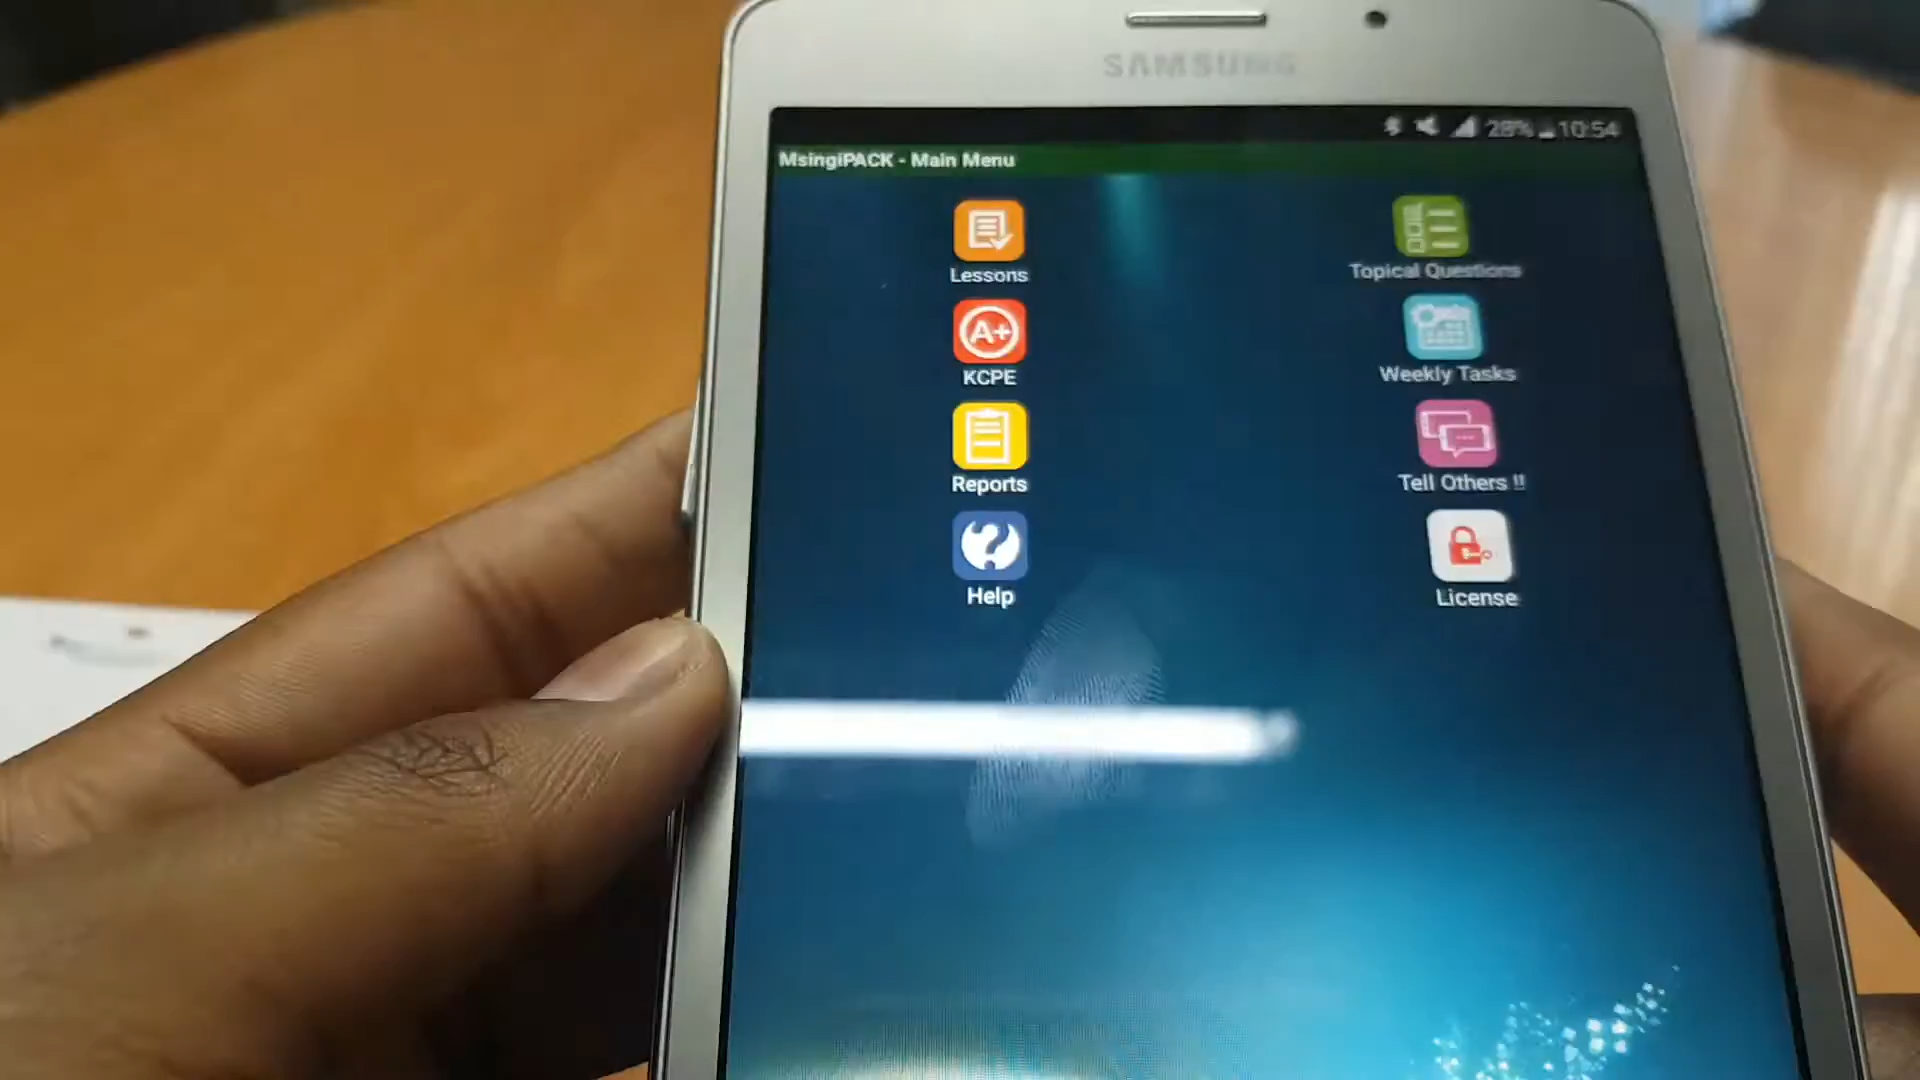 SAMSUNG
28% 10:54
MsingiPACK - Main Menu
Lessons
Topical Questions
A+
KCPE
Weekly Tasks
Reports
Tell Others !!
?
Help
License